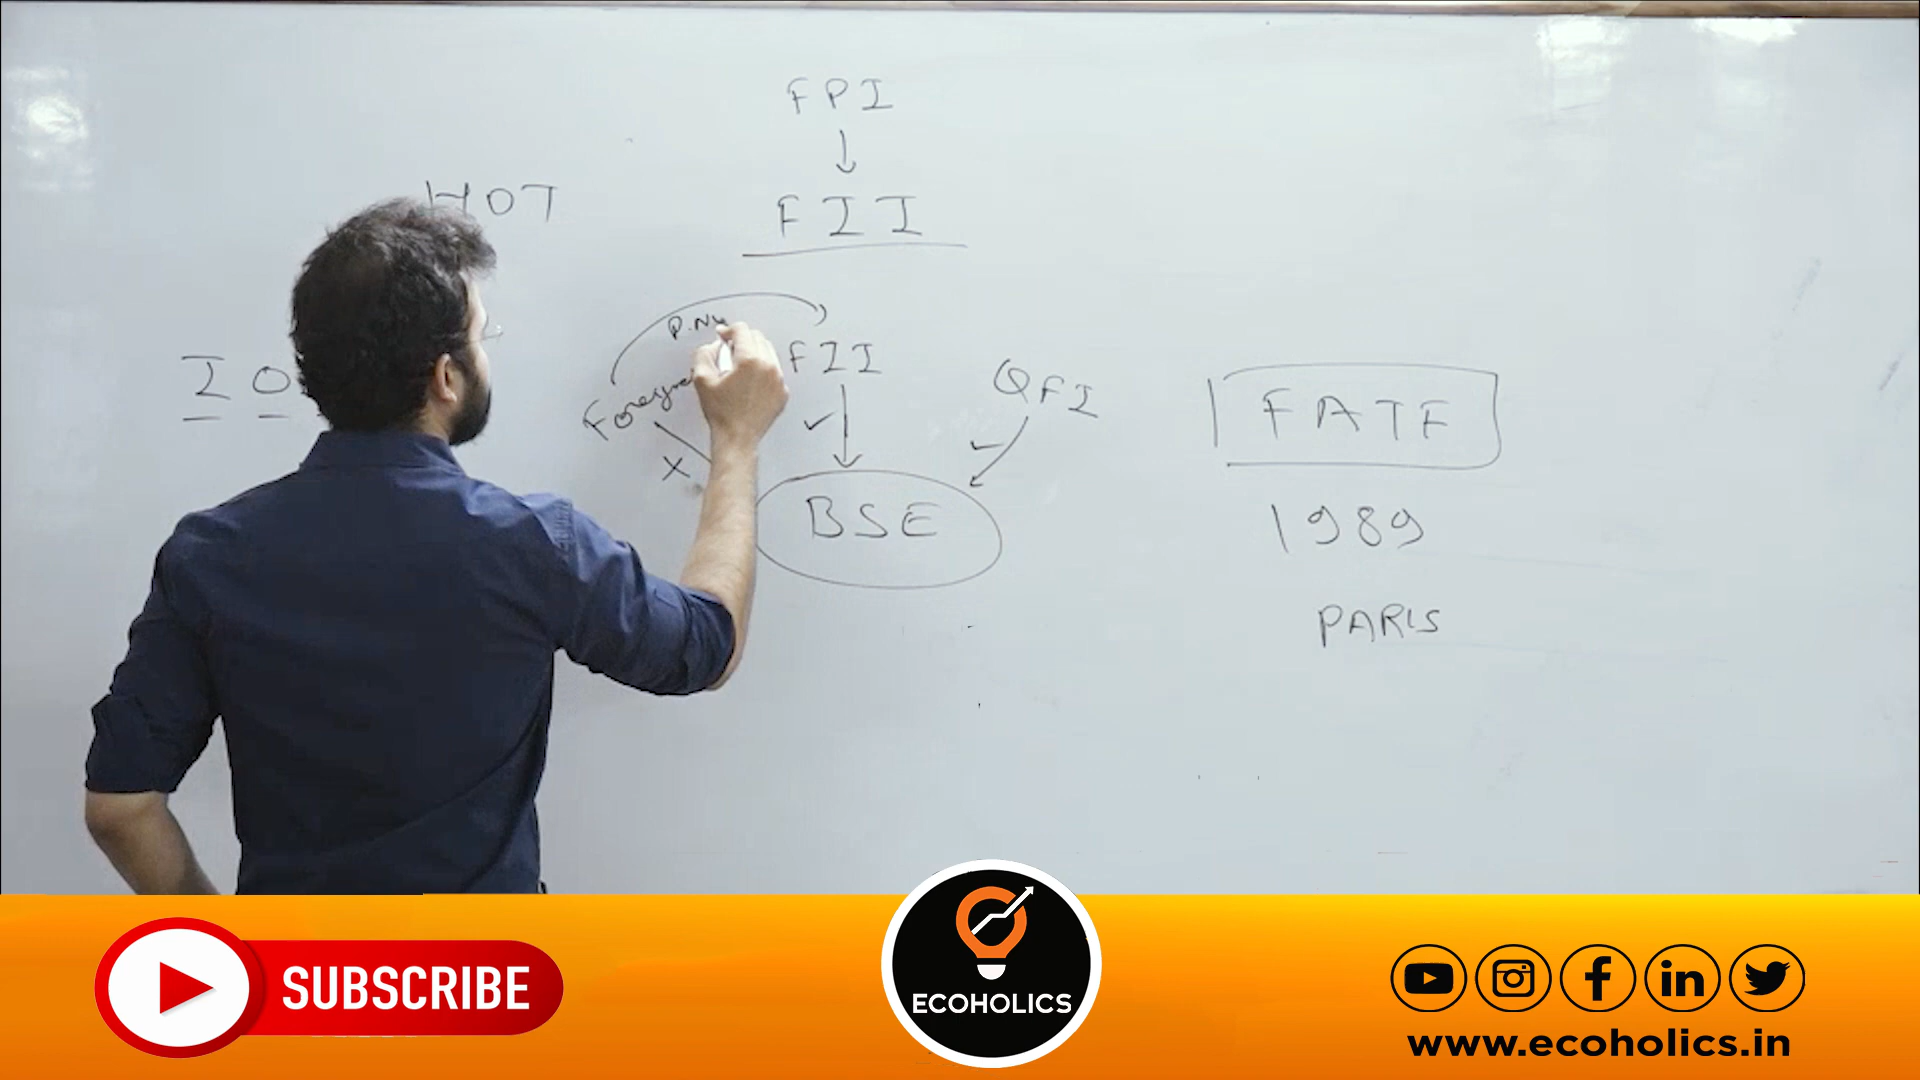 FPI
FII
HOT
P.N
FII
I O
Foreign
QFI
FATF
BSE
1989
PARIS
SUBSCRIBE
ECOHOLICS
www.ecoholics.in